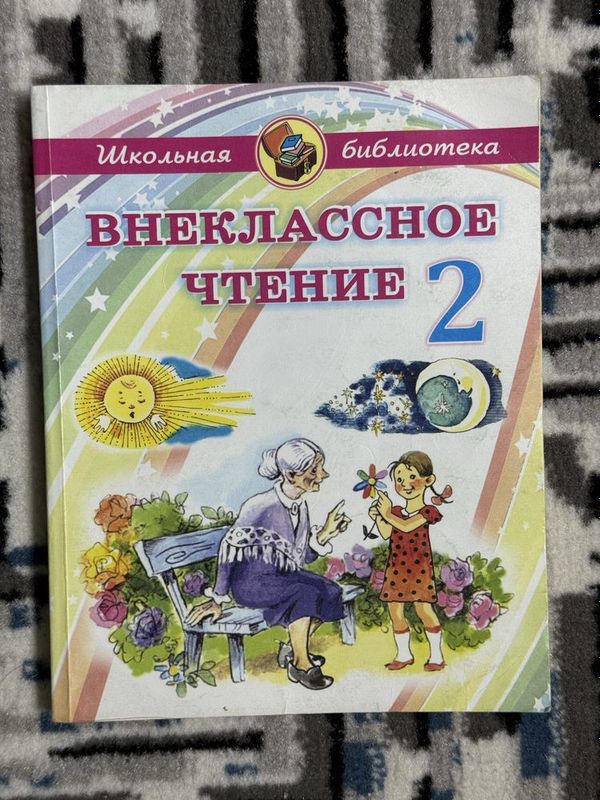 Школьная библиотека
ВНЕКЛАССНОЕ
ЧТЕНИЕ 2